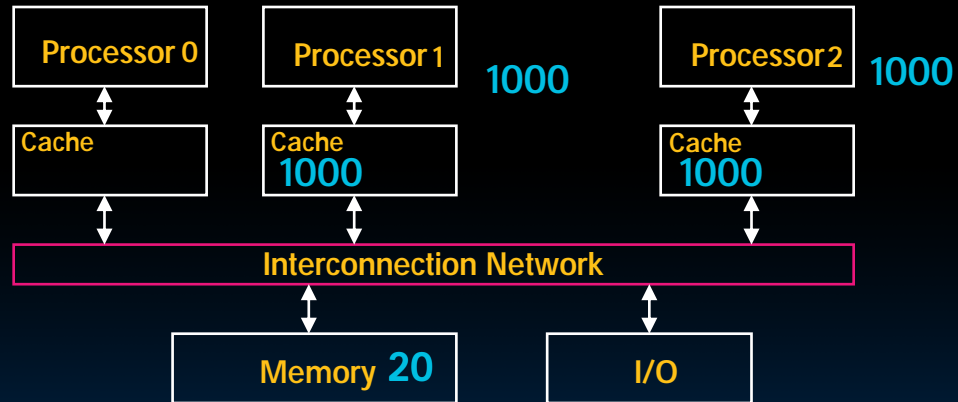 Processor 0
Processor 1
1000
Processor 2
1000
Cache
Cache
1000
Cache
1000
Interconnection Network
Memory 20
I/O